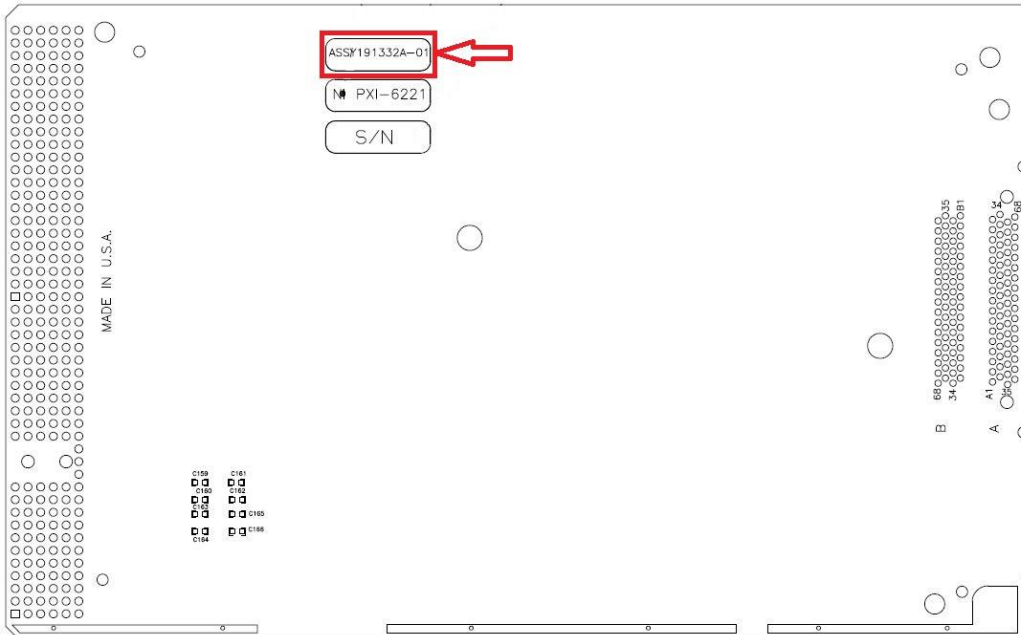 ASSY191332A-01
PXI-6221
S/N
MADE IN U.S.A.
35
B1
34
68
68
34
A1
B
A
C159
C161
C160
C162
C163
C165
C166
C164